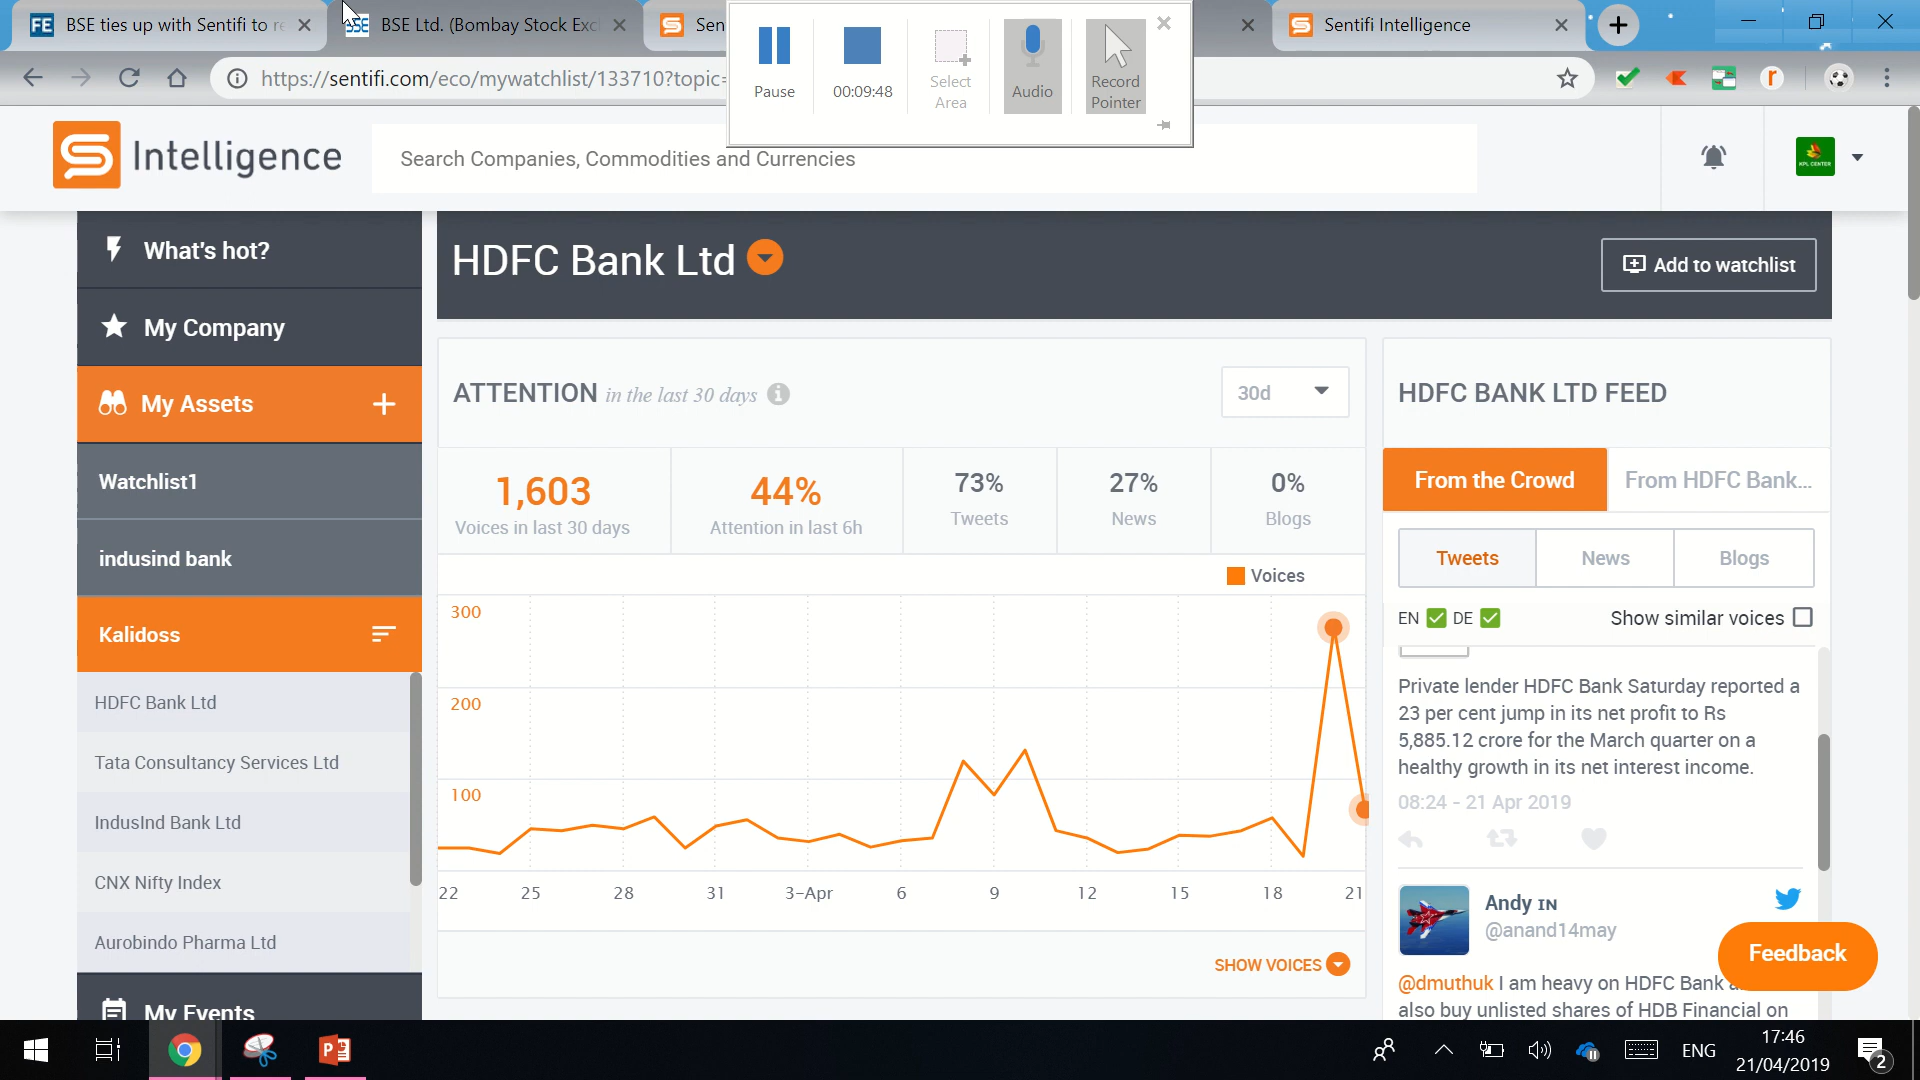 BSE ties up with Sentifi to re
BSE Ltd. (Bombay Stock Exc
Sen
Sentifi Intelligence
https://sentifi.com/eco/mywatchlist/133710?topic=
Pause
00:09:48
Select Area
Audio
Record Pointer
Intelligence
Search Companies, Commodities and Currencies
KPL CENTER
What's hot?
My Company
My Assets
Watchlist1
indusind bank
Kalidoss
HDFC Bank Ltd
Tata Consultancy Services Ltd
IndusInd Bank Ltd
CNX Nifty Index
Aurobindo Pharma Ltd
My Events
HDFC Bank Ltd
Add to watchlist
ATTENTION in the last 30 days
30d
1,603
Voices in last 30 days
44%
Attention in last 6h
73%
Tweets
27%
News
0%
Blogs
Voices
300
200
100
22 25 28 31 3-Apr 6 9 12 15 18 21
SHOW VOICES
HDFC BANK LTD FEED
From the Crowd
From HDFC Bank...
Tweets
News
Blogs
EN DE
Show similar voices
Private lender HDFC Bank Saturday reported a
23 per cent jump in its net profit to Rs
5,885.12 crore for the March quarter on a
healthy growth in its net interest income.
08:24 - 21 Apr 2019
Andy IN
@anand14may
@dmuthuk I am heavy on HDFC Bank
also buy unlisted shares of HDB Financial on
Feedback
ENG
17:46
21/04/2019
2